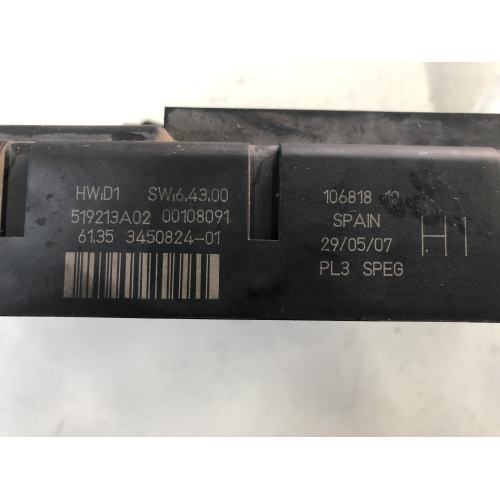 HW:D1 SW:6.43.00
519213A02 00108091
61.35 3450824-01
106818
SPAIN
29/05/07
PL3 SPEG
H1